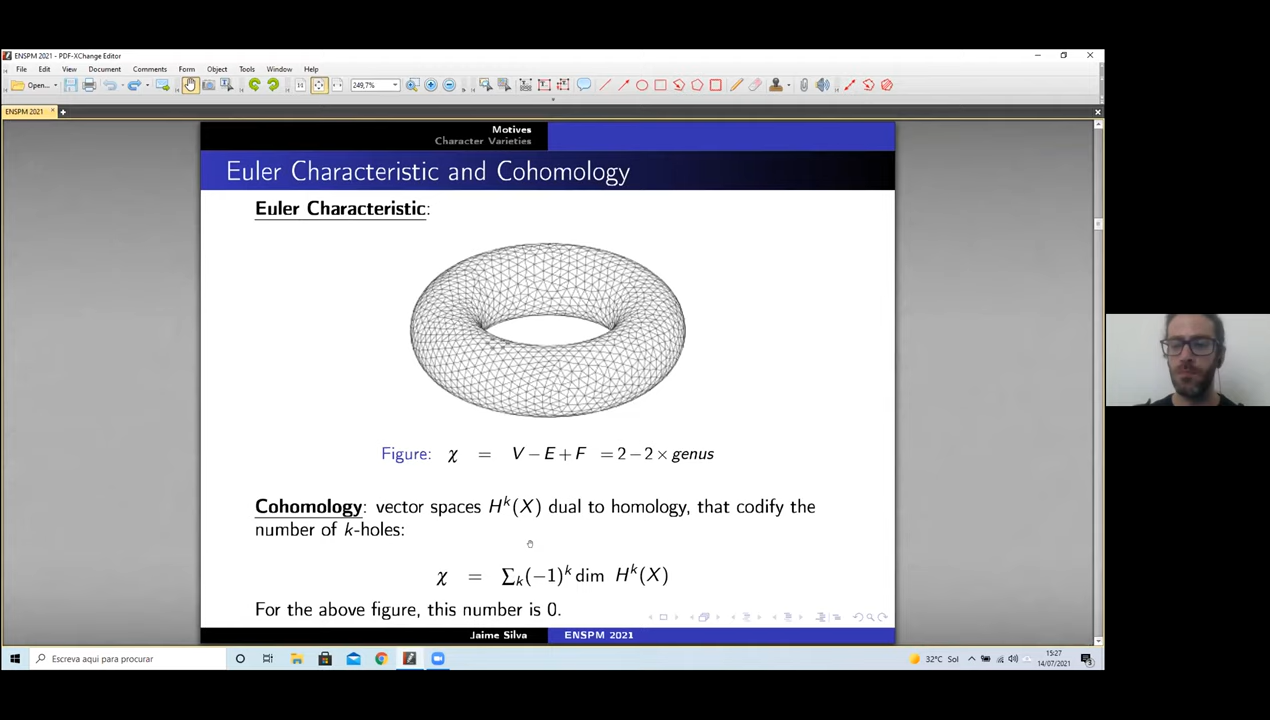 ENSPM 2021 - PDF-XChange Editor
File Edit View Document Comments Form Object Tools Window Help
Open... 249,7%
ENSPM 2021
Motives
Character Varieties
Euler Characteristic and Cohomology
Euler Characteristic:
Figure: χ = V − E + F = 2 − 2 × genus
Cohomology: vector spaces H^k(X) dual to homology, that codify the
number of k-holes:
χ = ∑_k(−1)^k dim H^k(X)
For the above figure, this number is 0.
Jaime Silva ENSPM 2021
Escreva aqui para procurar
32°C Sol
15:27
14/07/2021